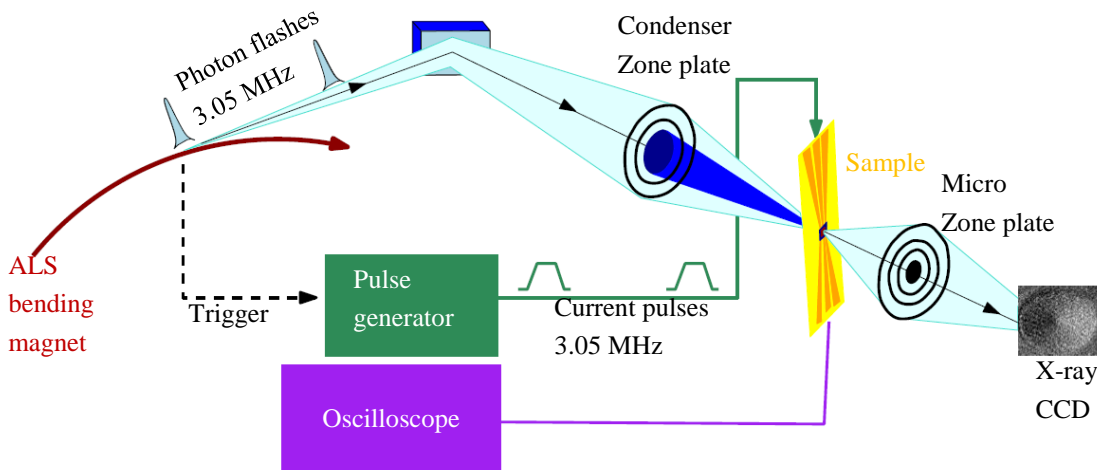 Photon flashes
3.05 MHz
Condenser
Zone plate
Sample
Micro
Zone plate
ALS
bending
magnet
Trigger
Pulse
generator
Current pulses
3.05 MHz
Oscilloscope
X-ray
CCD